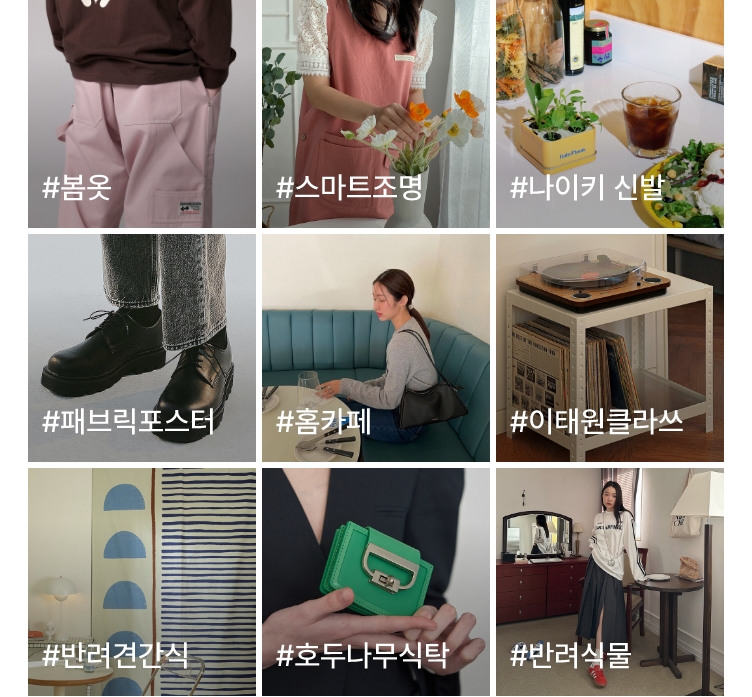 #봄옷
#스마트조명
#나이키 신발
#패브릭포스터
#홈카페
#이태원클라쓰
#반려견간식
#호두나무식탁
#반려식물